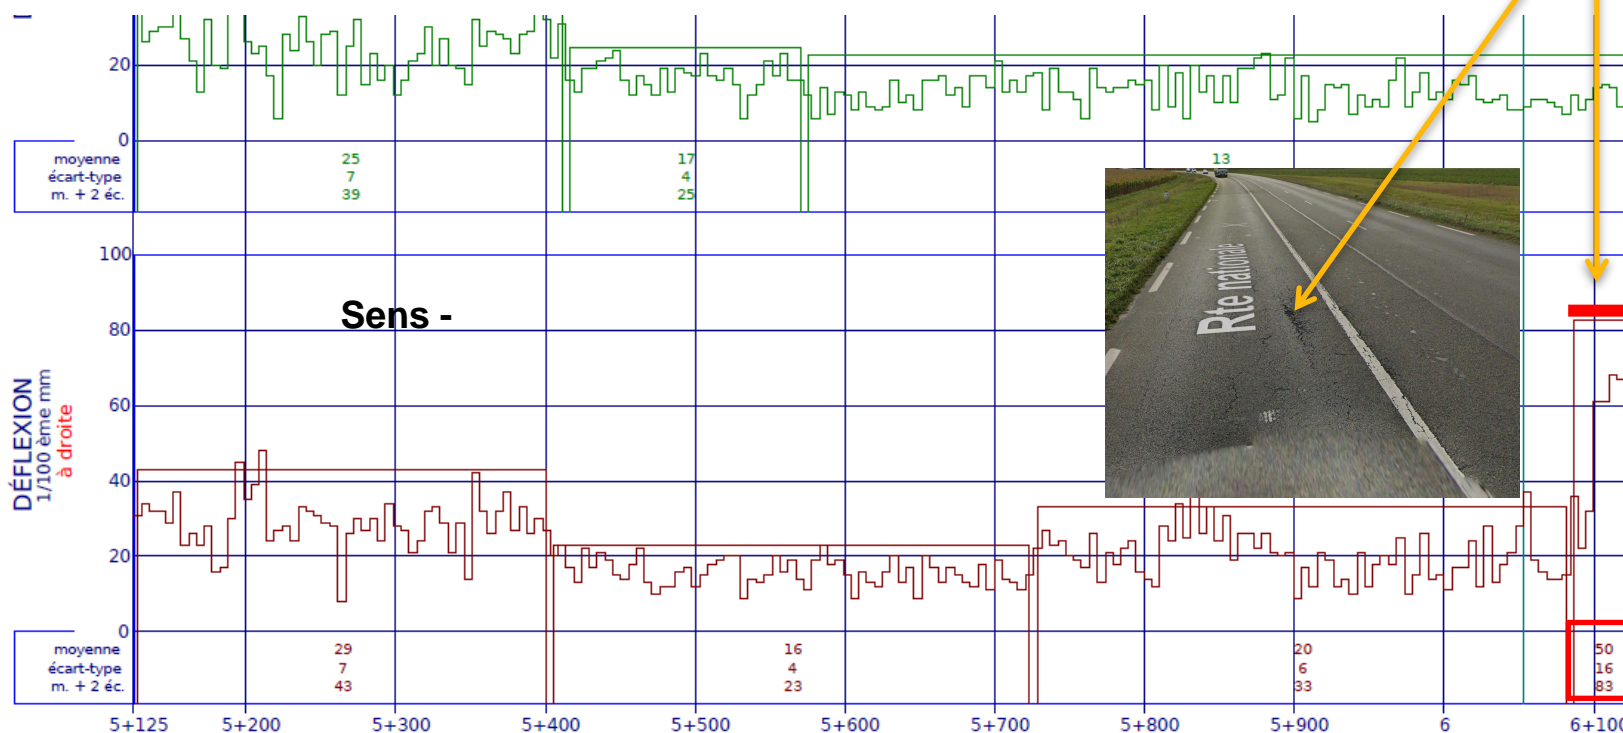 20
0
moyenne 25 17 13
écart-type 7 4
m. + 2 éc. 39 25
100
Sens -
80
Rte nationale
60
DÉFLEXION
1/100 ème mm
à droite
40
20
0
moyenne 29 16 20 50
écart-type 7 4 6 16
m. + 2 éc. 43 23 33 83
5+125 5+200 5+300 5+400 5+500 5+600 5+700 5+800 5+900 6 6+100